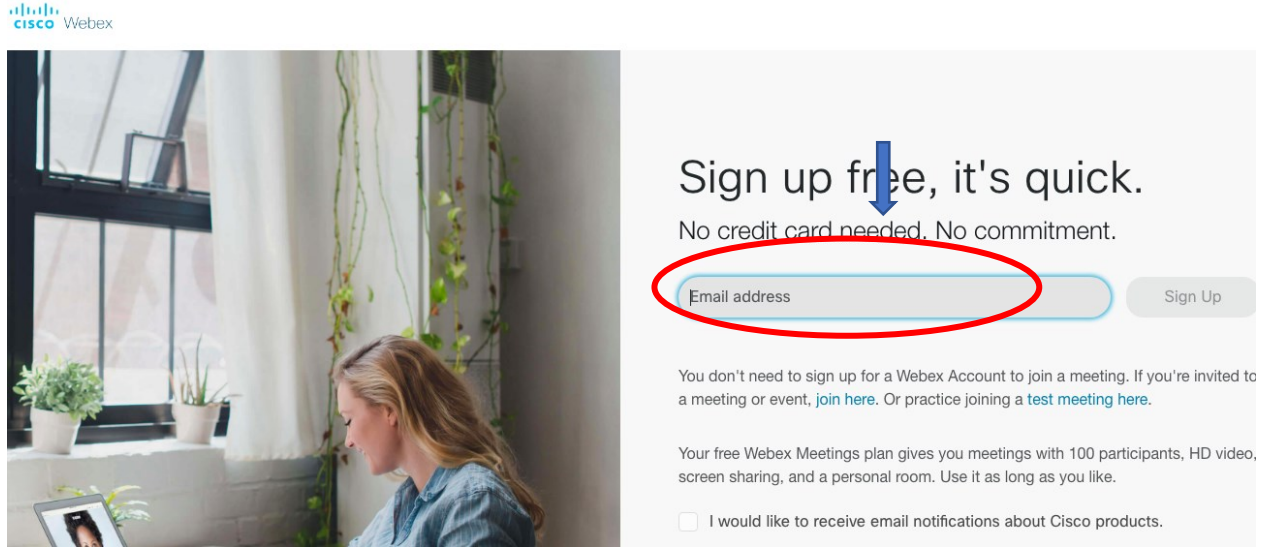 CISCO Webex
Sign up free, it's quick.
No credit card needed. No commitment.
Email address
Sign Up
You don't need to sign up for a Webex Account to join a meeting. If you're invited to
a meeting or event, join here. Or practice joining a test meeting here.
Your free Webex Meetings plan gives you meetings with 100 participants, HD video,
screen sharing, and a personal room. Use it as long as you like.
I would like to receive email notifications about Cisco products.